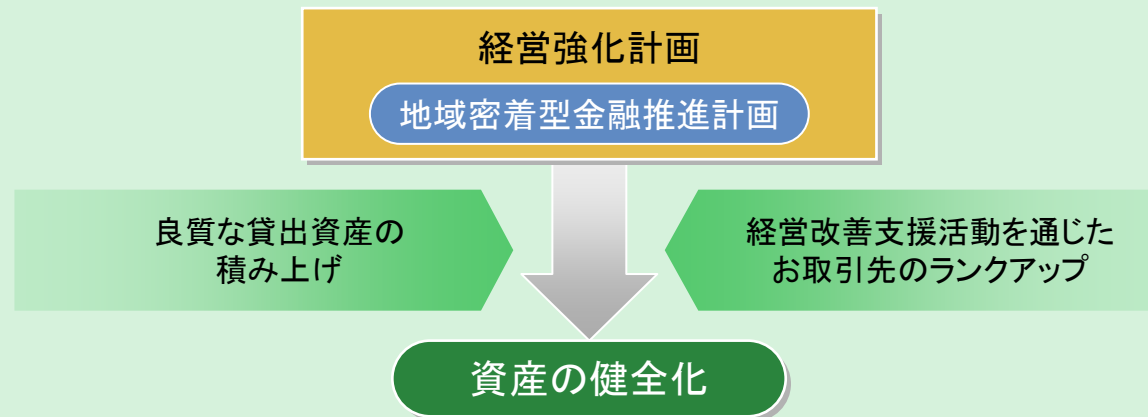 経営強化計画
地域密着型金融推進計画
良質な貸出資産の
積み上げ
経営改善支援活動を通じた
お取引先のランクアップ
資産の健全化